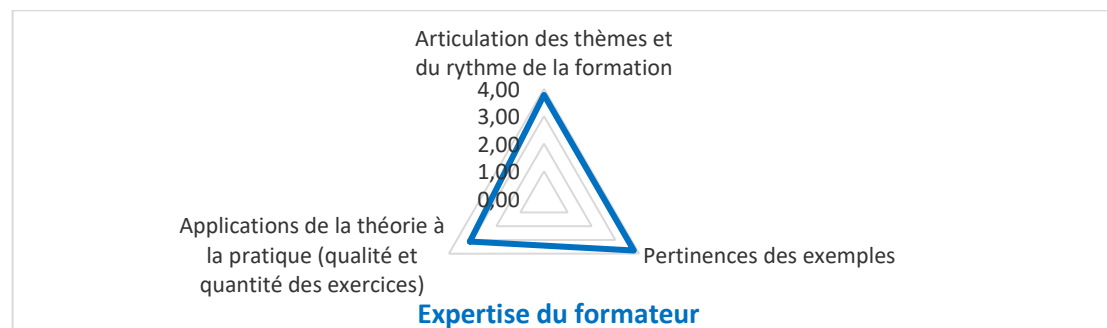 Articulation des thèmes et
du rythme de la formation
4,00
3,00
2,00
1,00
0,00
Applications de la théorie à
la pratique (qualité et
quantité des exercices)
Pertinences des exemples
Expertise du formateur